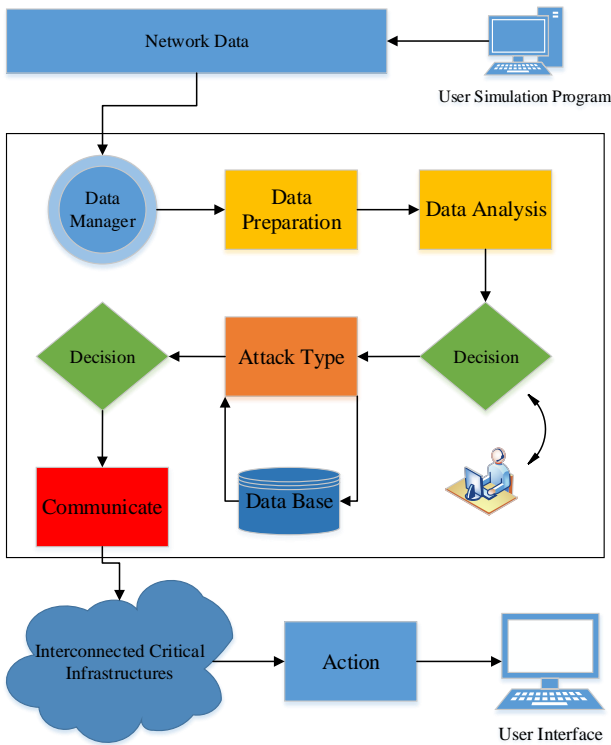 Network Data
User Simulation Program
Data
Manager
Data
Preparation
Data Analysis
Decision
Attack Type
Decision
Data Base
Communicate
Interconnected Critical
Infrastructures
Action
User Interface